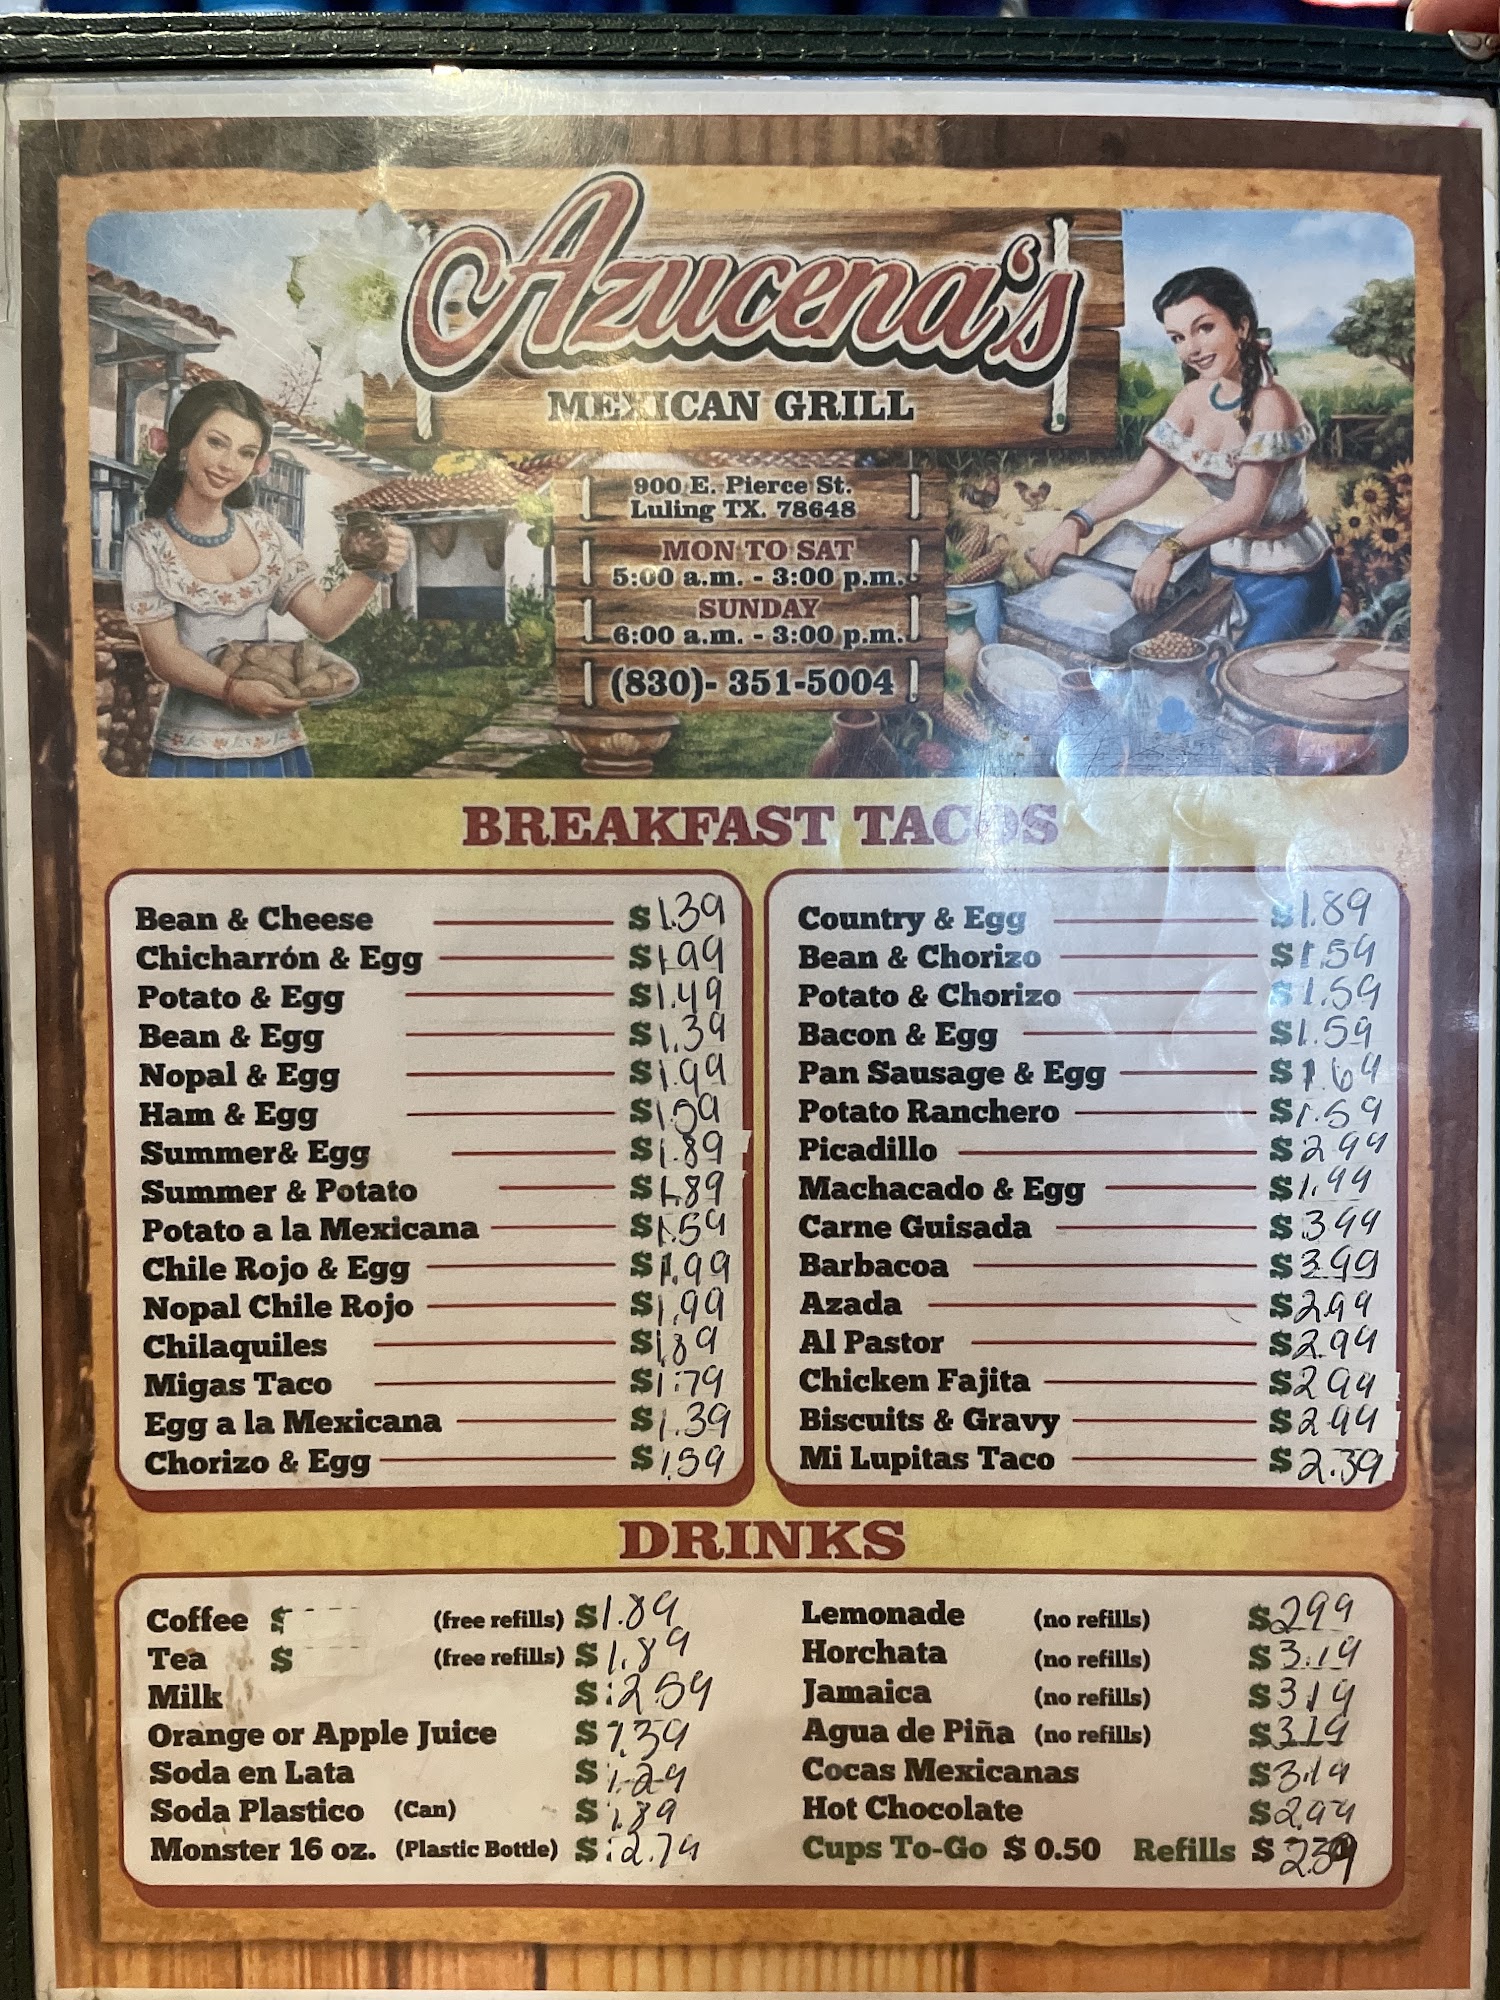 Azucena's
MEXICAN GRILL
900 E. Pierce St.
Luling TX. 78648
MON TO SAT
5:00 a.m. - 3:00 p.m.
SUNDAY
6:00 a.m. - 3:00 p.m.
(830)- 351-5004
BREAKFAST TACOS
Bean & Cheese $1.39
Chicharrón & Egg $1.99
Potato & Egg $1.49
Bean & Egg $1.39
Nopal & Egg $1.99
Ham & Egg $1.59
Summer& Egg $1.89
Summer & Potato $1.89
Potato a la Mexicana $1.59
Chile Rojo & Egg $1.99
Nopal Chile Rojo $1.99
Chilaquiles $1.89
Migas Taco $1.79
Egg a la Mexicana $1.39
Chorizo & Egg $1.59
Country & Egg $1.89
Bean & Chorizo $1.59
Potato & Chorizo $1.59
Bacon & Egg $1.59
Pan Sausage & Egg $1.69
Potato Ranchero $1.59
Picadillo $2.99
Machacado & Egg $1.99
Carne Guisada $3.99
Barbacoa $3.99
Azada $2.99
Al Pastor $2.99
Chicken Fajita $2.99
Biscuits & Gravy $2.99
Mi Lupitas Taco $2.39
DRINKS
Coffee $ (free refills) $1.89
Tea $ (free refills) $1.89
Milk $2.59
Orange or Apple Juice $
Soda en Lata $1.29
Soda Plastico (Can) $1.89
Monster 16 oz. (Plastic Bottle) $2.79
Lemonade (no refills) $2.99
Horchata (no refills) $3.19
Jamaica (no refills) $3.19
Agua de Piña (no refills) $3.19
Cocas Mexicanas $3.19
Hot Chocolate $2.99
Cups To-Go $ 0.50 Refills $ 2.39